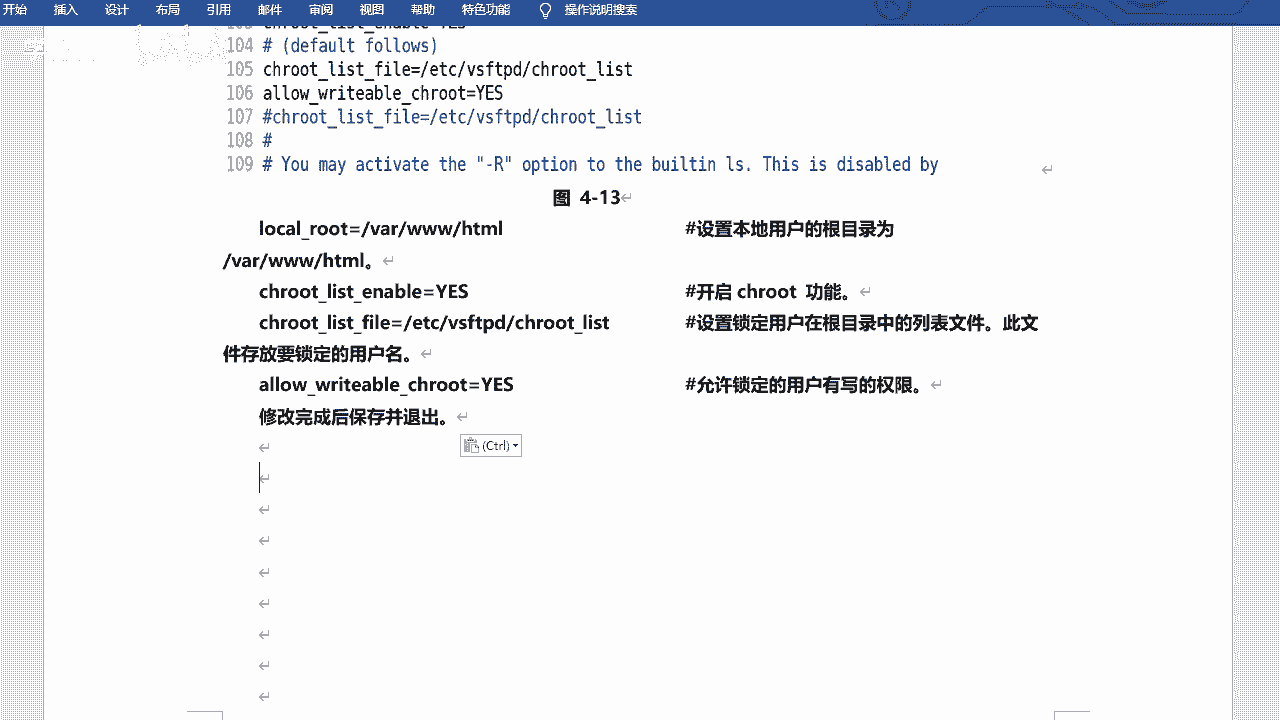 开始 插入 设计 布局 引用 邮件 审阅 视图 帮助 特色功能 操作说明搜索
104 # (default follows)
105 chroot_list_file=/etc/vsftpd/chroot_list
106 allow_writeable_chroot=YES
107 #chroot_list_file=/etc/vsftpd/chroot_list
108 #
109 # You may activate the "-R" option to the builtin ls. This is disabled by
图 4-13
local_root=/var/www/html #设置本地用户的根目录为
/var/www/html。
chroot_list_enable=YES #开启 chroot 功能。
chroot_list_file=/etc/vsftpd/chroot_list #设置锁定用户在根目录中的列表文件。此文
件存放要锁定的用户名。
allow_writeable_chroot=YES #允许锁定的用户有写的权限。
修改完成后保存并退出。
(Ctrl)